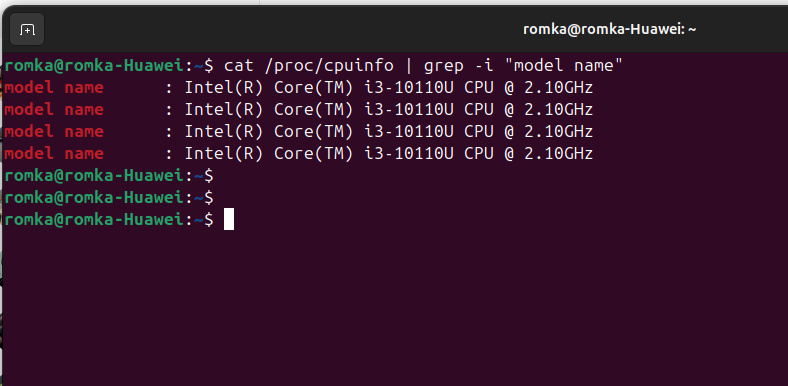 romka@romka-Huawei: ~
romka@romka-Huawei:~$ cat /proc/cpuinfo | grep -i "model name"
model name      : Intel(R) Core(TM) i3-10110U CPU @ 2.10GHz
model name      : Intel(R) Core(TM) i3-10110U CPU @ 2.10GHz
model name      : Intel(R) Core(TM) i3-10110U CPU @ 2.10GHz
model name      : Intel(R) Core(TM) i3-10110U CPU @ 2.10GHz
romka@romka-Huawei:~$
romka@romka-Huawei:~$
romka@romka-Huawei:~$